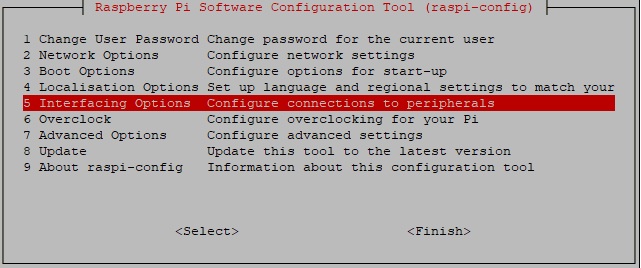 Raspberry Pi Software Configuration Tool (raspi-config)
1 Change User Password Change password for the current user
2 Network Options Configure network settings
3 Boot Options Configure options for start-up
4 Localisation Options Set up language and regional settings to match your
5 Interfacing Options Configure connections to peripherals
6 Overclock Configure overclocking for your Pi
7 Advanced Options Configure advanced settings
8 Update Update this tool to the latest version
9 About raspi-config Information about this configuration tool
<Select> <Finish>